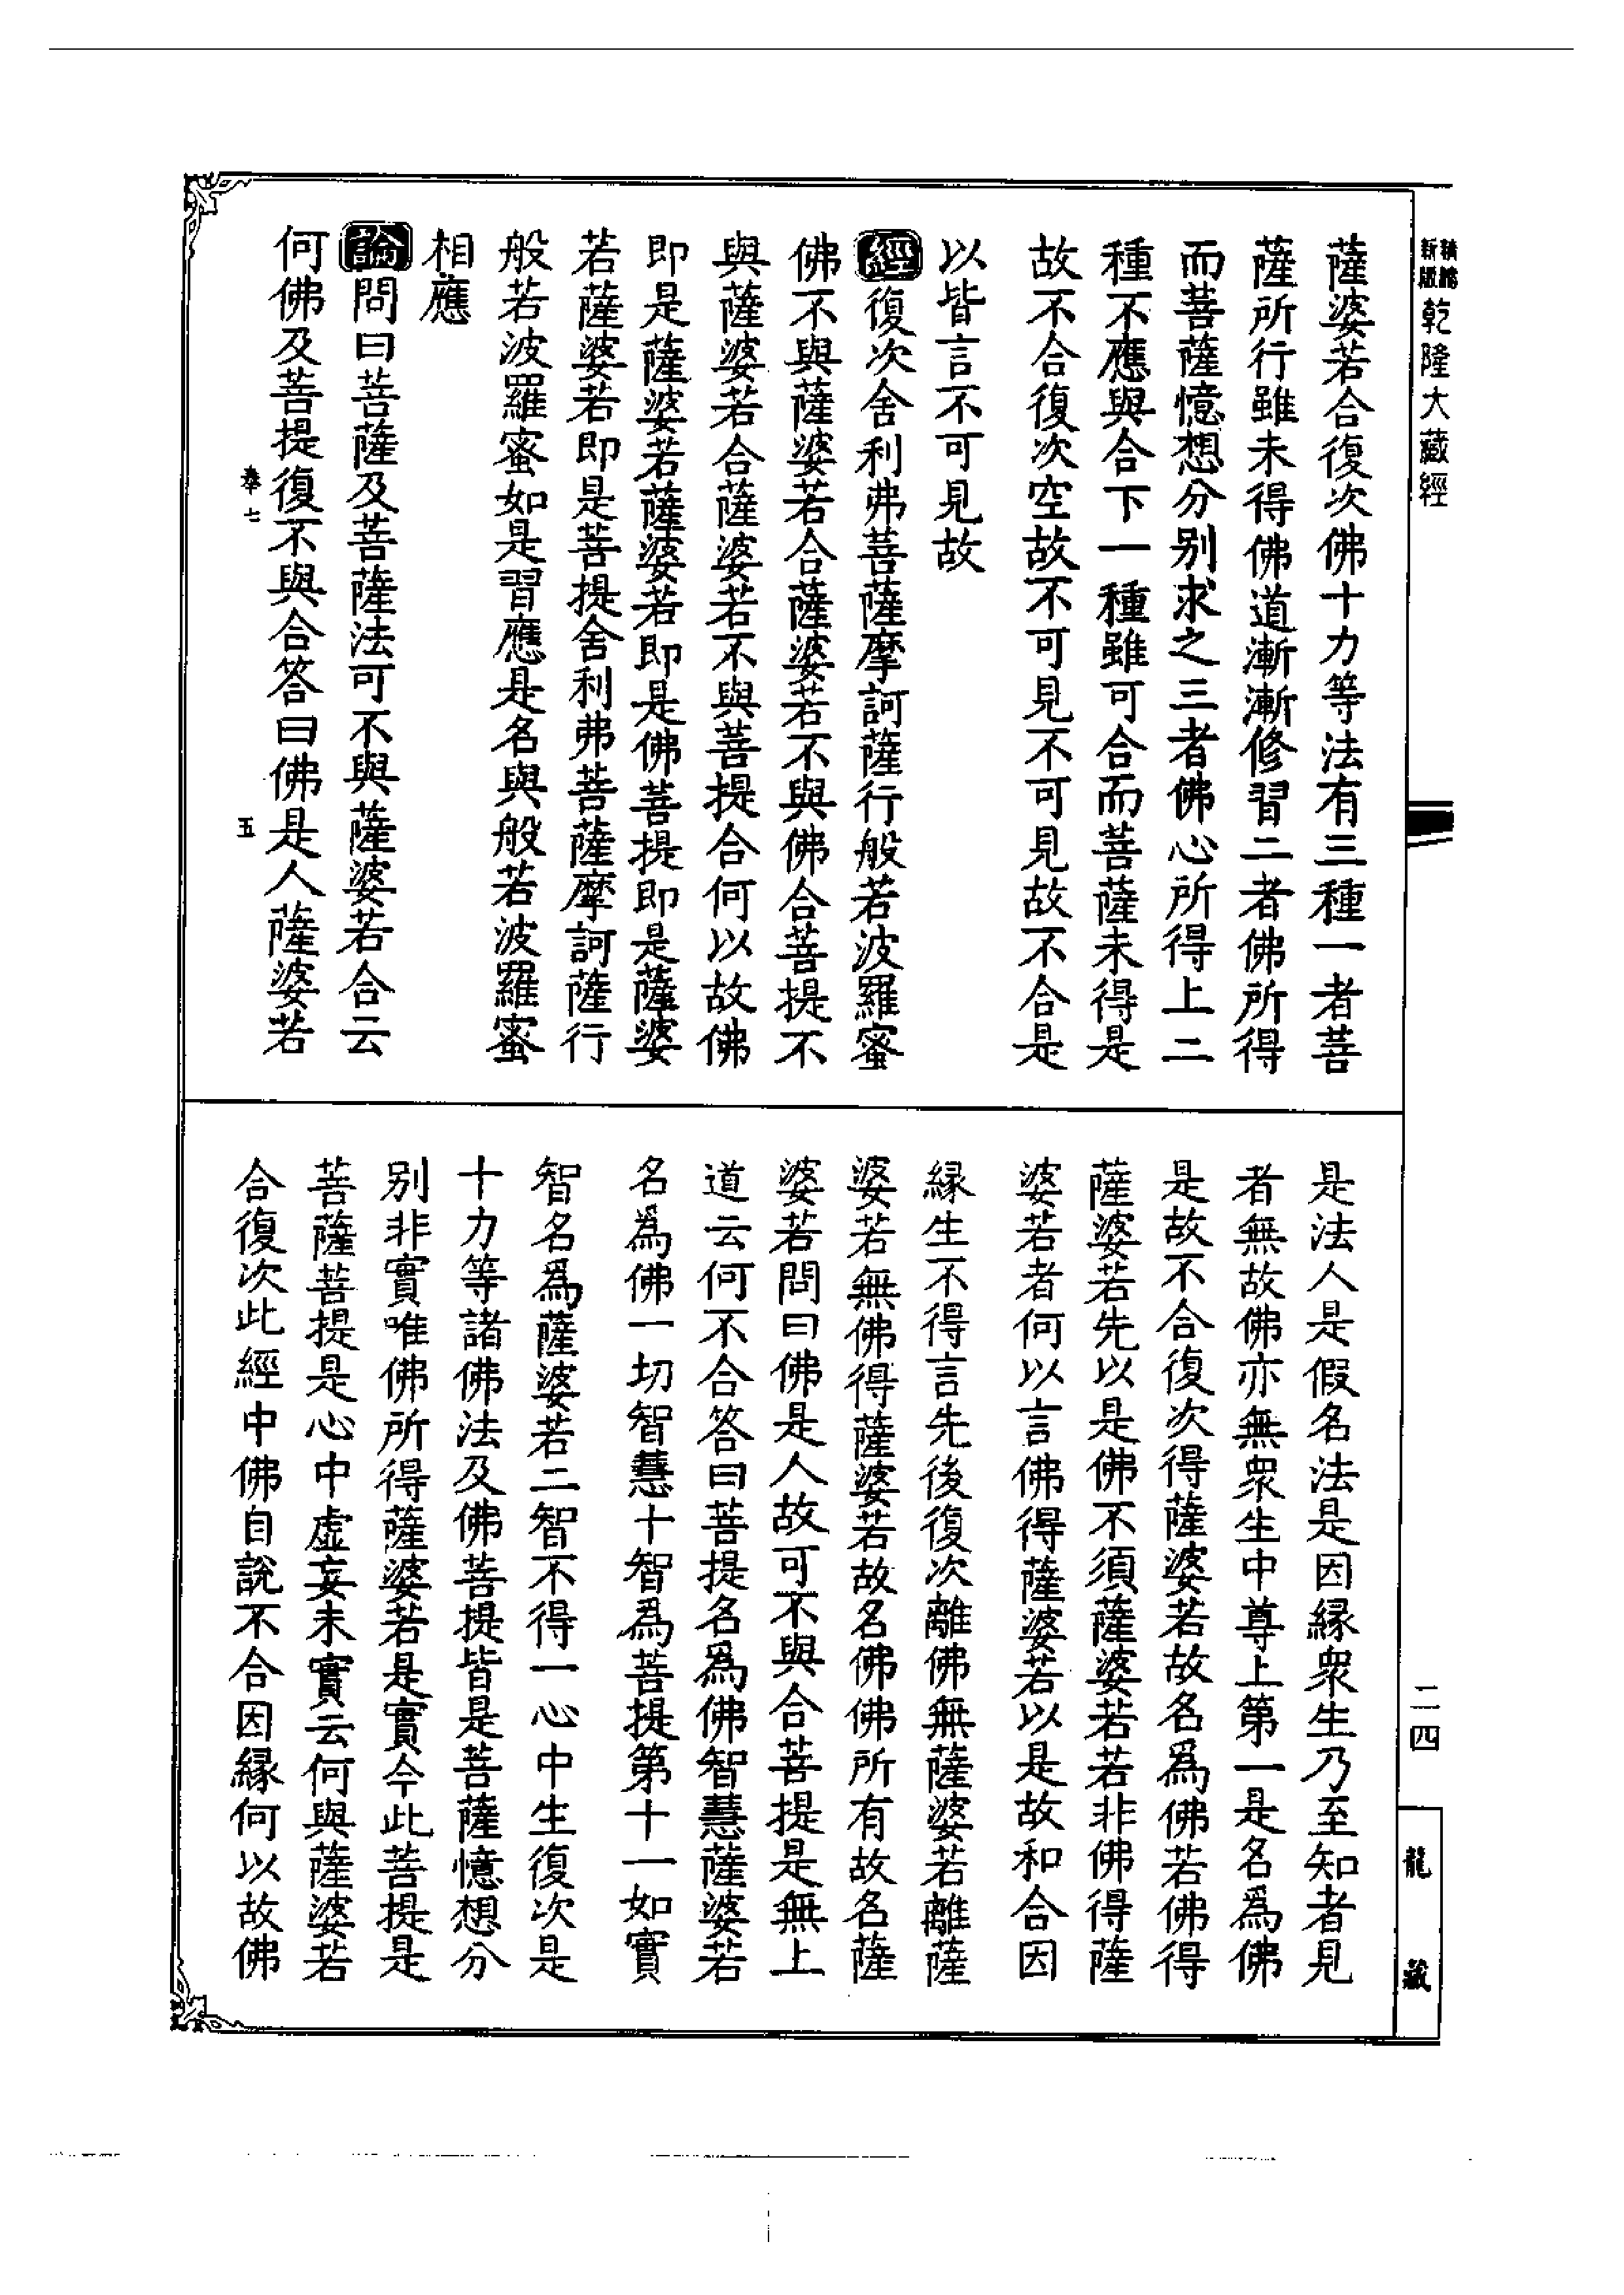 新版精縮乾隆大藏經
薩婆若合復次佛十力等法有三種一者菩
薩所行雖未得佛道漸漸修習二者佛所得
而菩薩憶想分别求之三者佛心所得上二
種不應與合下一種雖可合而菩薩未得是
故不合復次空故不可見不可見故不合是
以皆言不可見故
經復次舍利弗菩薩摩訶薩行般若波羅蜜
佛不與薩婆若合薩婆若不與佛合菩提不
與薩婆若合薩婆若不與菩提合何以故佛
即是薩婆若薩婆若即是佛菩提即是薩婆
若薩婆若即是菩提舍利弗菩薩摩訶薩行
般若波羅蜜如是習應是名與般若波羅蜜
相應
論問曰菩薩及菩薩法可不與薩婆若合云
何佛及菩提復不與合答曰佛是人薩婆若
奉七
五
是法人是假名法是因緣衆生乃至知者見
者無故佛亦無衆生中尊上第一是名爲佛
是故不合復次得薩婆若故名爲佛若佛得
薩婆若先以是佛不須薩婆若若非佛得薩
婆若者何以言佛得薩婆若以是故和合因
緣生不得言先後復次離佛無薩婆若離薩
婆若無佛得薩婆若故名佛佛所有故名薩
婆若問曰佛是人故可不與合菩提是無上
道云何不合答曰菩提名爲佛智慧薩婆若
名爲佛一切智慧十智爲菩提第十一如實
智名爲薩婆若二智不得一心中生復次是
十力等諸佛法及佛菩提皆是菩薩憶想分
别非實唯佛所得薩婆若是實今此菩提是
菩薩菩提是心中虛妄未實云何與薩婆若
合復次此經中佛自説不合因緣何以故佛
二四
龍藏